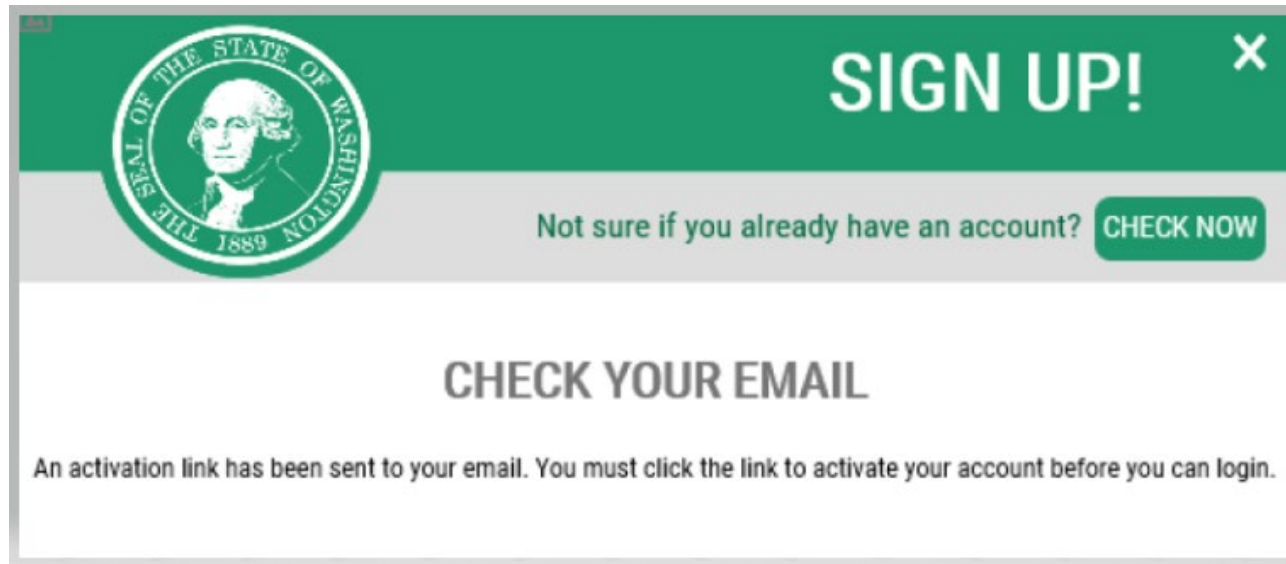 THE SEAL OF THE STATE OF WASHINGTON
1889
SIGN UP!
Not sure if you already have an account? CHECK NOW
CHECK YOUR EMAIL
An activation link has been sent to your email. You must click the link to activate your account before you can login.